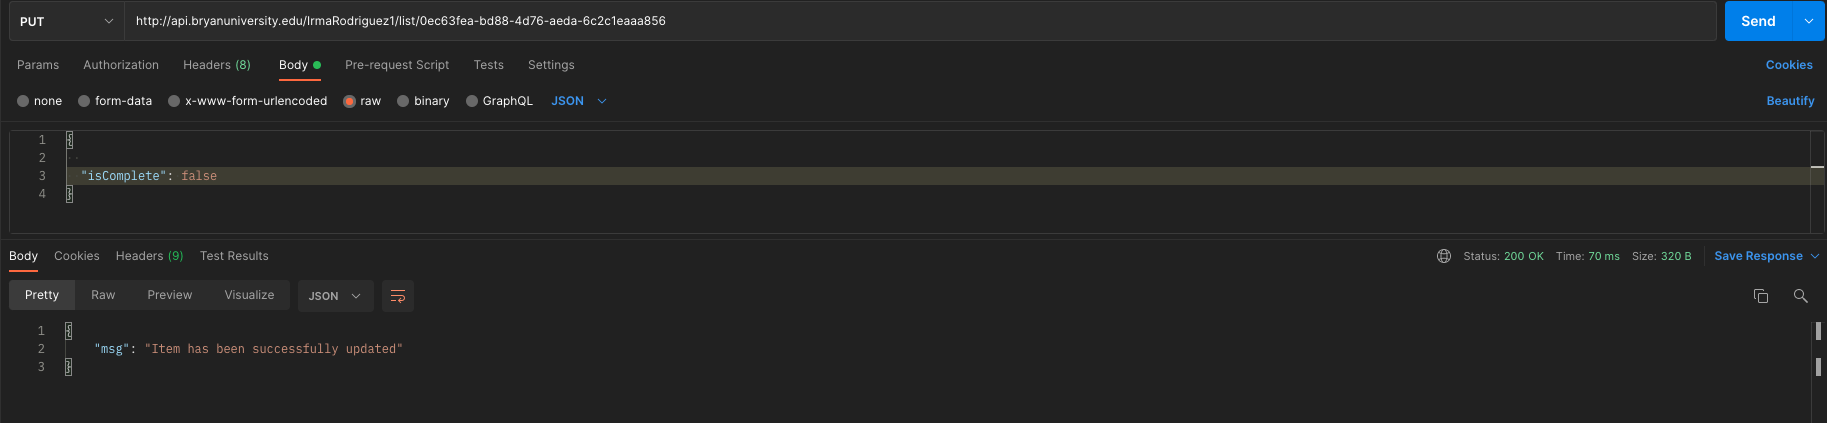 PUT http://api.bryanuniversity.edu/IrmaRodriguez1/list/0ec63fea-bd88-4d76-aeda-6c2c1eaaa856 Send
Params Authorization Headers (8) Body Pre-request Script Tests Settings Cookies
none form-data x-www-form-urlencoded raw binary GraphQL JSON Beautify
1 {
2
3 "isComplete": false
4 }
Body Cookies Headers (9) Test Results Status: 200 OK Time: 70 ms Size: 320 B Save Response
Pretty Raw Preview Visualize JSON
1 {
2 "msg": "Item has been successfully updated"
3 }